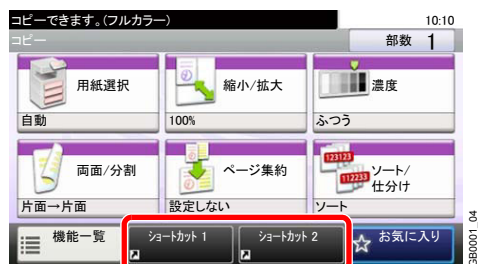 コピーできます。(フルカラー)
10:10
コピー
部数 1
用紙選択
自動
縮小/拡大
100%
濃度
ふつう
両面/分割
片面→片面
ページ集約
設定しない
123123
112233
ソート/
仕分け
ソート
機能一覧
ショートカット 1
ショートカット 2
お気に入り
GB0001_04